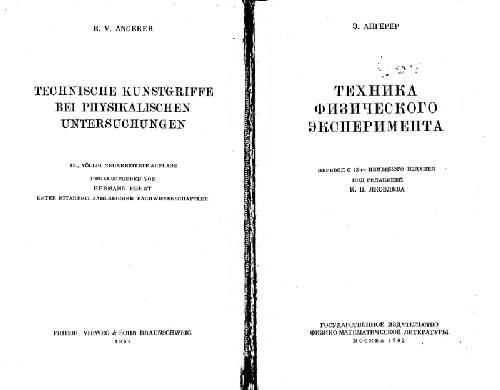 E. V. ANGERER
TECHNISCHE KUNSTGRIFFE
BEI PHYSIKALISCHEN
UNTERSUCHUNGEN
VÖLLIG NEUBEARBEITETE AUFLAGE
HERAUSGEGEBEN VON
HERMANN EBERT
UNTER MITARBEIT ZAHLREICHER FACHWISSENSCHAFTLER
FRIEDR. VIEWEG & SOHN BRAUNSCHWEIG
Э. АНГЕРЕР
ТЕХНИКА
ФИЗИЧЕСКОГО
ЭКСПЕРИМЕНТА
ПЕРЕВОД С 13-го НЕМЕЦКОГО ИЗДАНИЯ
ПОД РЕДАКЦИЕЙ
К. П. ЯКОВЛЕВА
ГОСУДАРСТВЕННОЕ ИЗДАТЕЛЬСТВО
ФИЗИКО-МАТЕМАТИЧЕСКОЙ ЛИТЕРАТУРЫ
МОСКВА 1962